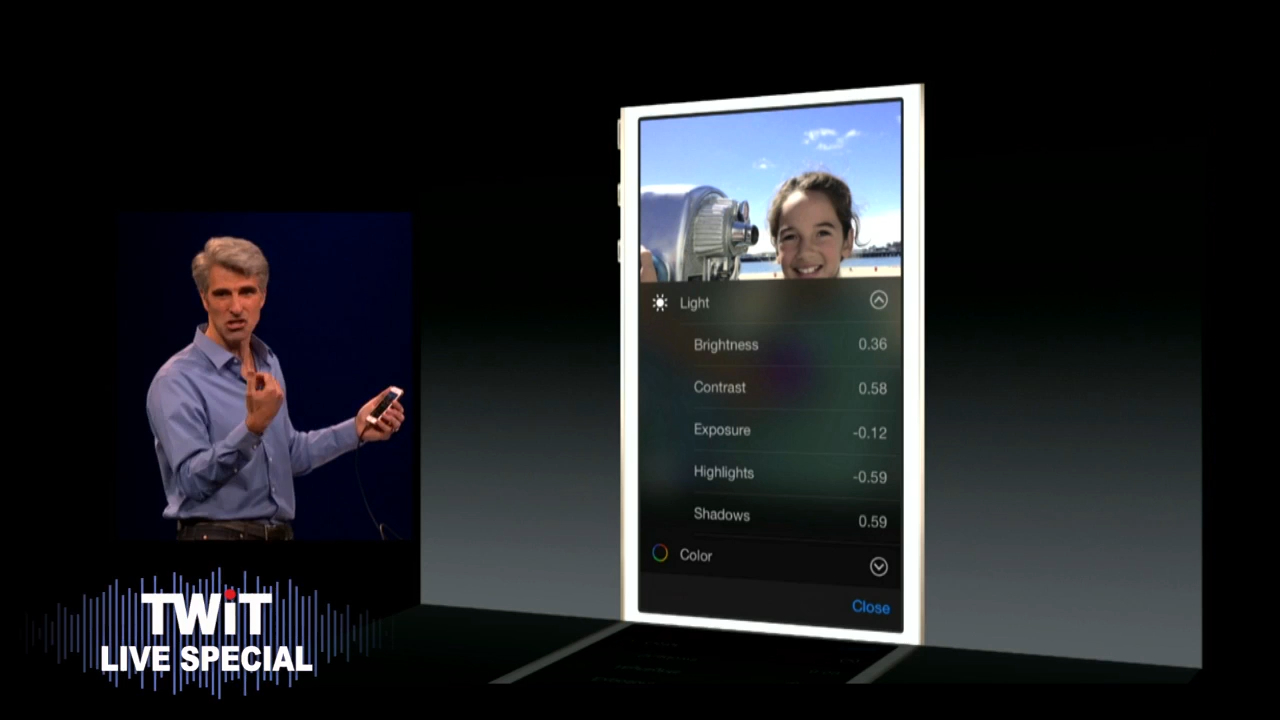 Light
Brightness 0.36
Contrast 0.58
Exposure -0.12
Highlights -0.59
Shadows 0.59
Color
Close
TWiT
LIVE SPECIAL